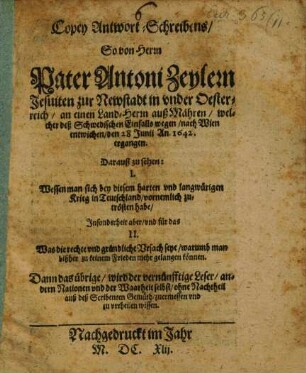 Copey Antwort-Schreibens/
So von Herrn
Pater Antoni Zeylern
Jesuiten zur Newstadt in vnder Oester-
reich / an einen Land-Herrn auß Mähren / wel-
cher deß Schwedischen Einfalls wegen / nach Wien
entwichen / den 28 Junii An. 1642.
ergangen.
Darauß zu sehen:
I.
Wessen man sich bey diesem harten vnd langwürigen
Krieg in Teutschland / vornemlich zu-
trösten habe /
Insonderheit aber / vnd für das
II.
Was die rechte vnd gründliche Vrsach seye / warumb man
bißher zu keinem Frieden nicht gelangen können.
Dann das übrige / wird der vernünfftige Leser / an-
dern Nationen vnd der Waarheit selbst / ohne Nachtheil
auß deß Scribenten Gemüth / zuermessen vnd
zu vrtheilen wissen.
Nachgedruckt im Jahr
M. DC. Xlij.